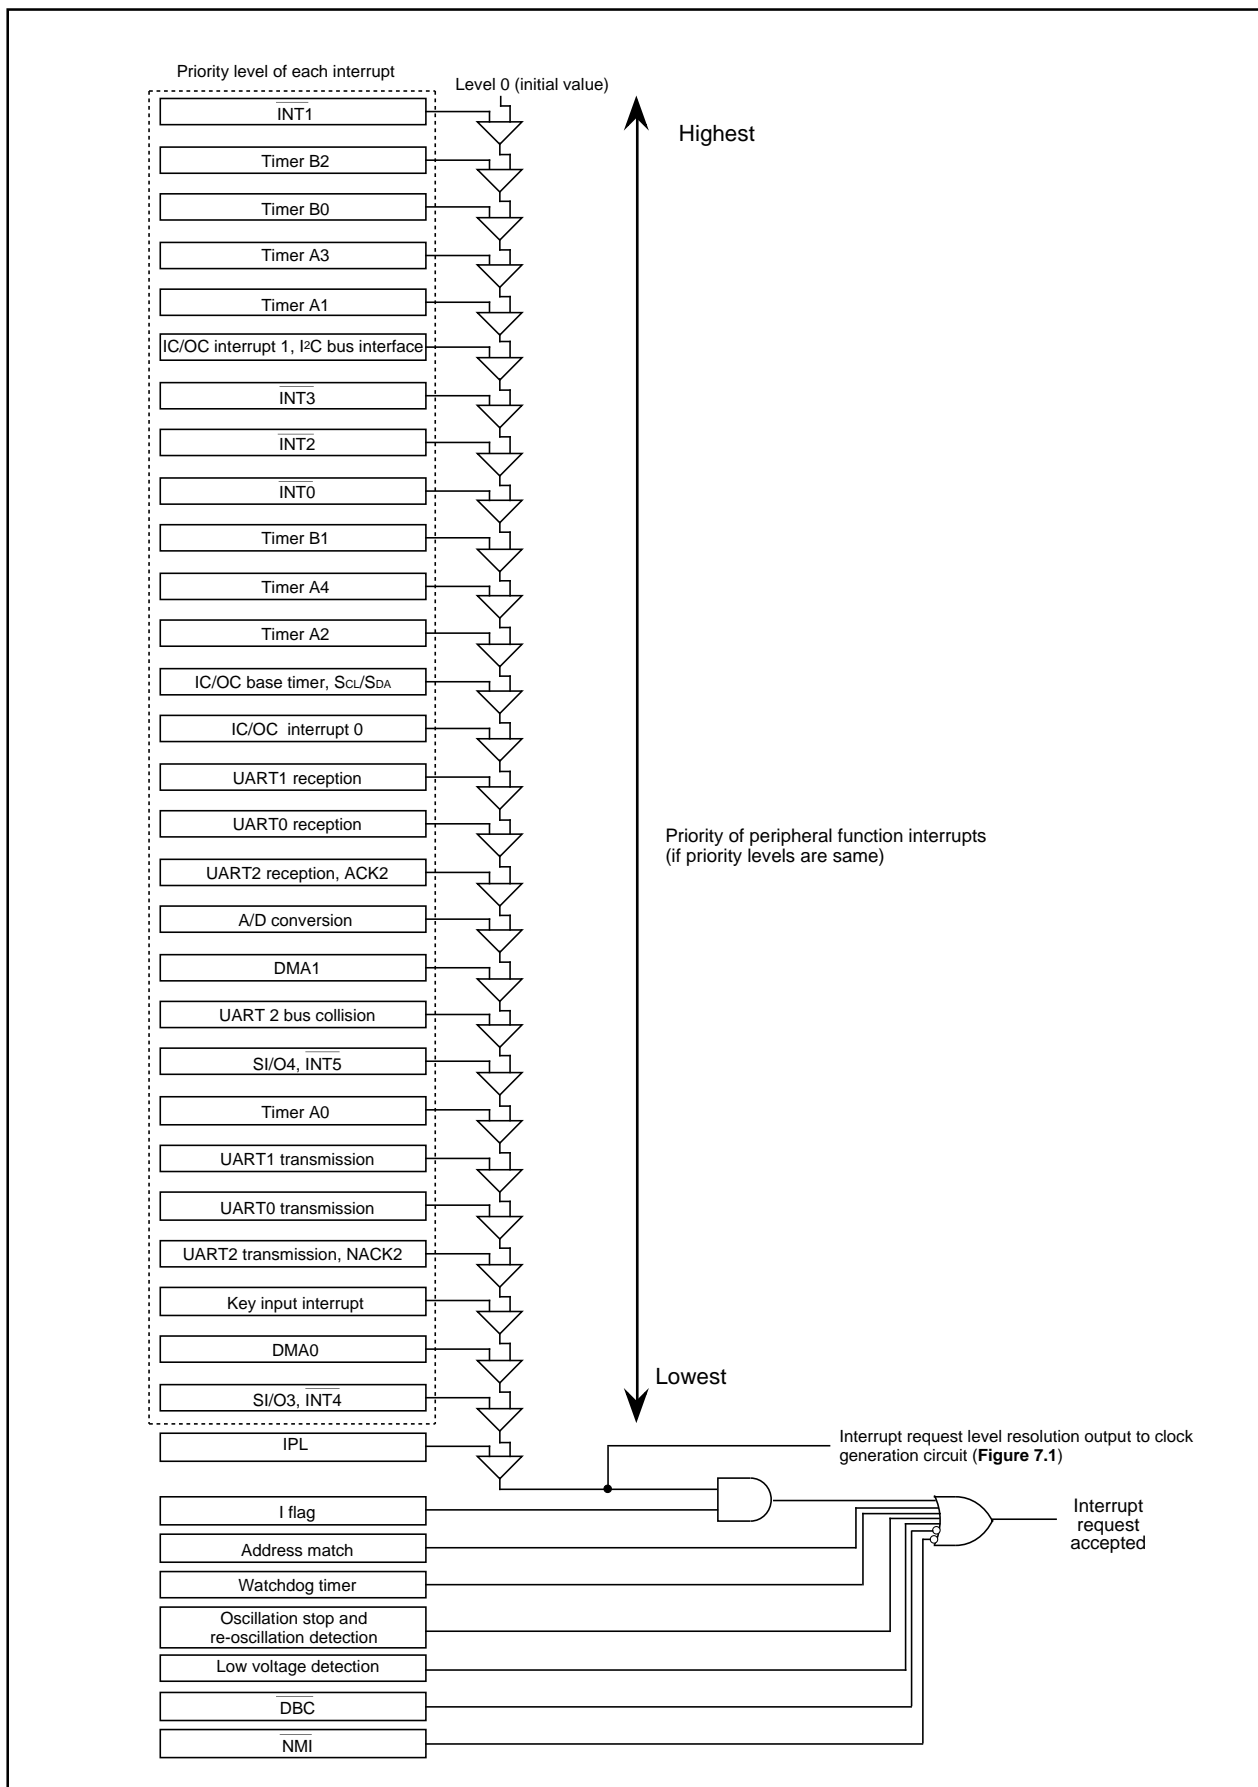 Priority level of each interrupt
Level 0 (initial value)
INT1
Highest
Timer B2
Timer B0
Timer A3
Timer A1
IC/OC interrupt 1, I²C bus interface
INT3
INT2
INT0
Timer B1
Timer A4
Timer A2
IC/OC base timer, SCL/SDA
IC/OC interrupt 0
UART1 reception
UART0 reception
Priority of peripheral function interrupts
(if priority levels are same)
UART2 reception, ACK2
A/D conversion
DMA1
UART 2 bus collision
SI/O4, INT5
Timer A0
UART1 transmission
UART0 transmission
UART2 transmission, NACK2
Key input interrupt
DMA0
Lowest
SI/O3, INT4
IPL
Interrupt request level resolution output to clock
generation circuit (Figure 7.1)
I flag
Interrupt
request
accepted
Address match
Watchdog timer
Oscillation stop and
re-oscillation detection
Low voltage detection
DBC
NMI